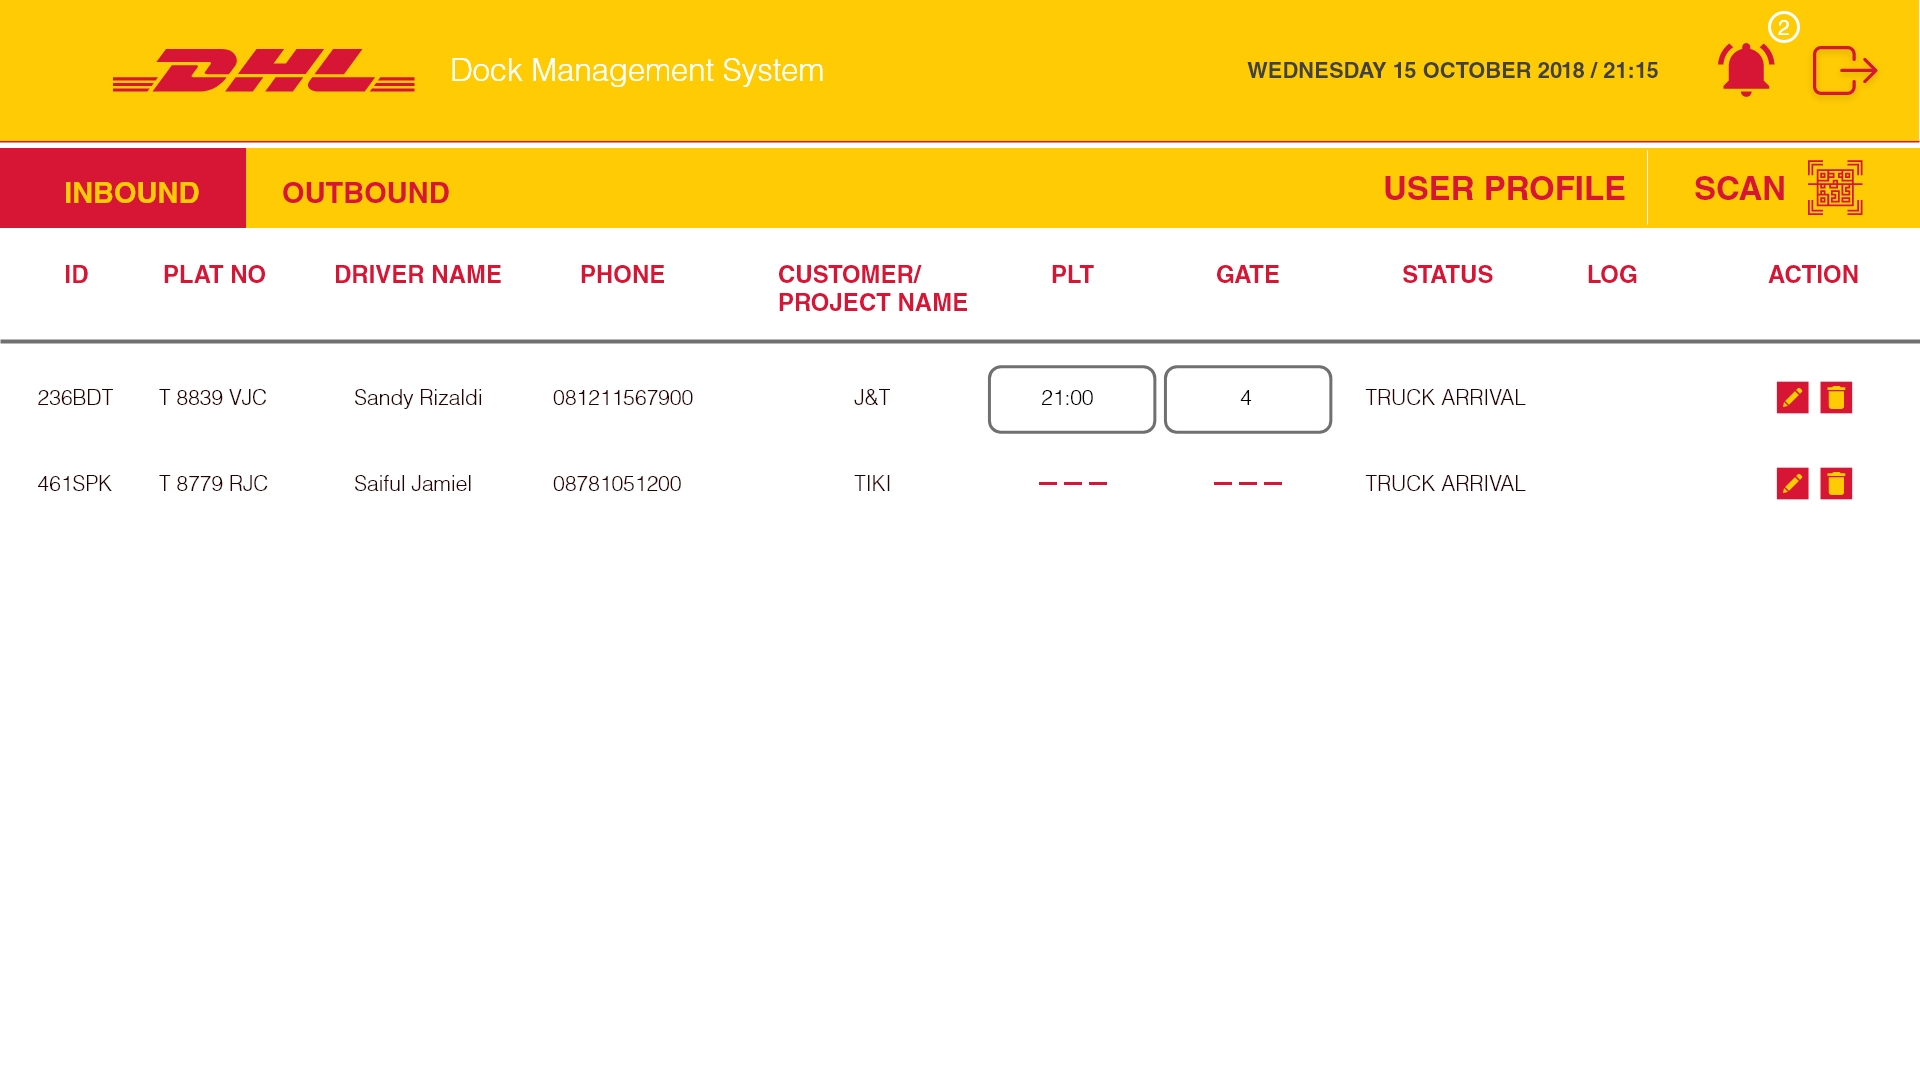 DHL Dock Management System WEDNESDAY 15 OCTOBER 2018 / 21:15 2
INBOUND OUTBOUND USER PROFILE SCAN
ID PLAT NO DRIVER NAME PHONE CUSTOMER/ PLT GATE STATUS LOG ACTION
PROJECT NAME
236BDT T 8839 VJC Sandy Rizaldi 081211567900 J&T 21:00 4 TRUCK ARRIVAL
461SPK T 8779 RJC Saiful Jamiel 08781051200 TIKI --- --- TRUCK ARRIVAL